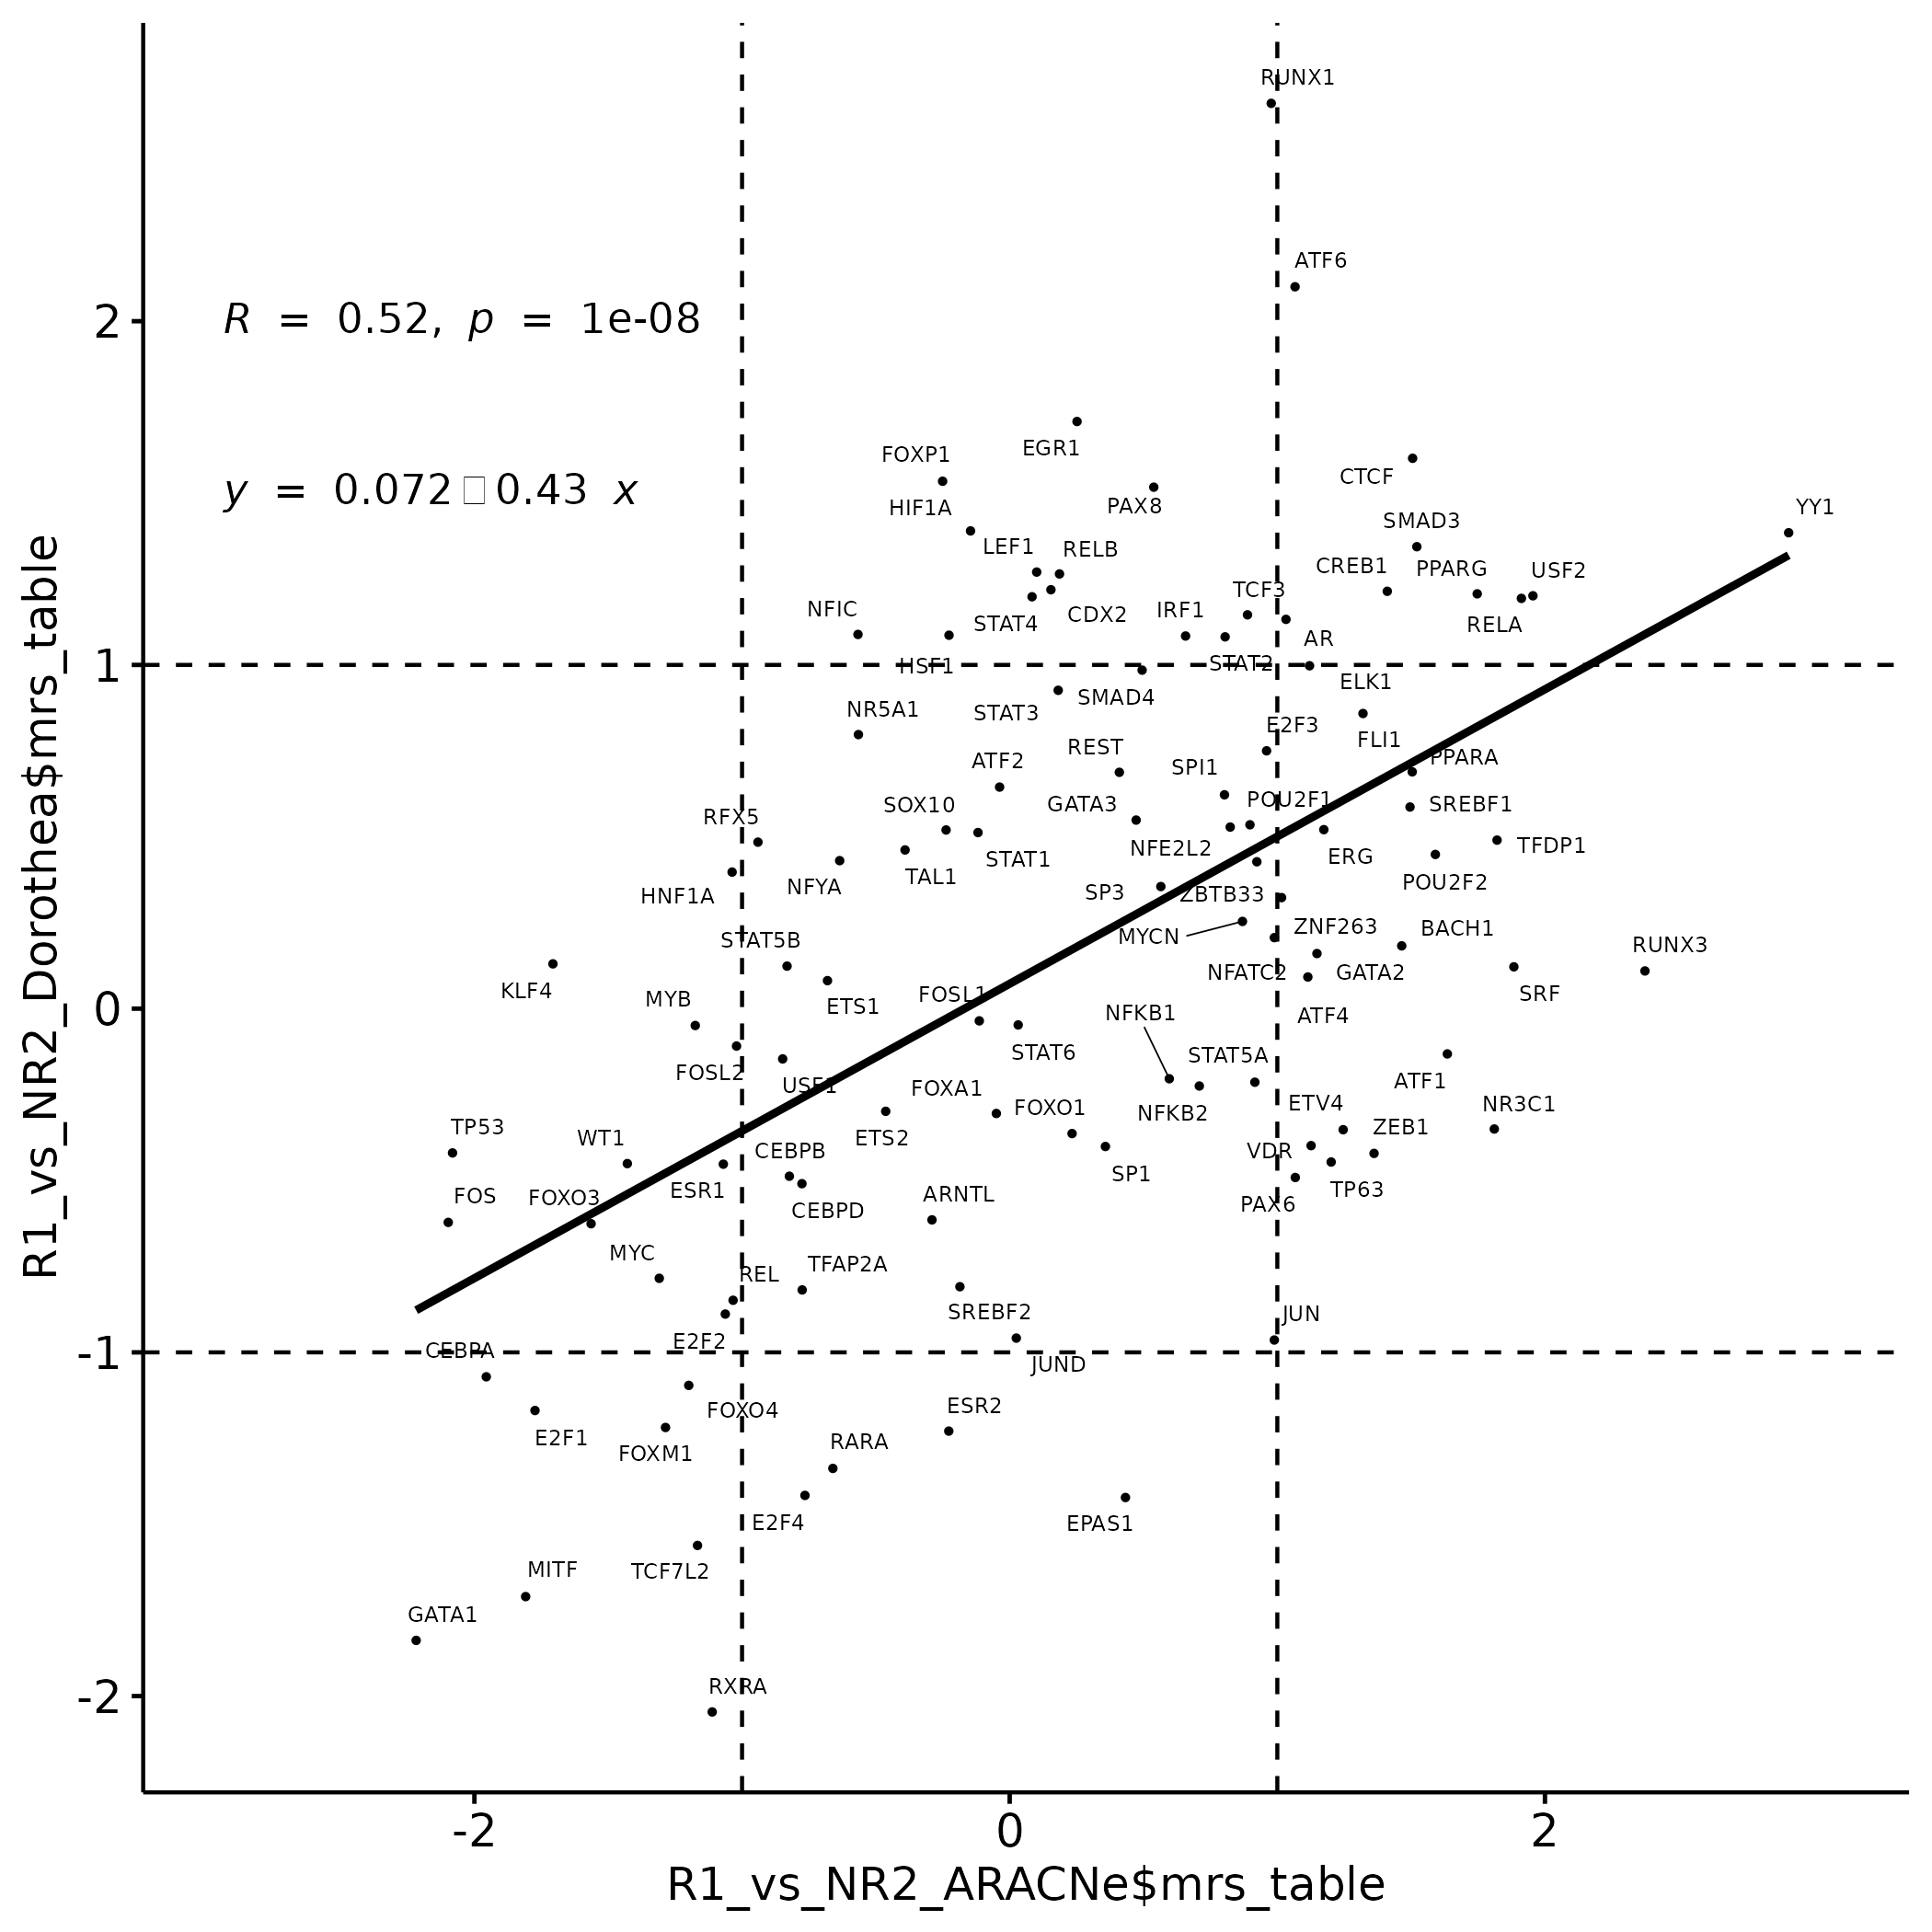 RUNX1
ATF6
2
R = 0.52, p = 1e-08
EGR1
FOXP1
CTCF
y = 0.072 □ 0.43 x
HIF1A
PAX8
YY1
SMAD3
LEF1
RELB
CREB1
PPARG
USF2
TCF3
NFIC
STAT4
CDX2
IRF1
RELA
AR
1
HSF1
STAT2
ELK1
SMAD4
NR5A1
STAT3
E2F3
FLI1
REST
PPARA
ATF2
SPI1
SOX10
GATA3
POU2F1
SREBF1
RFX5
STAT1
NFE2L2
ERG
TFDP1
HNF1A
NFYA
TAL1
SP3
ZBTB33
POU2F2
STAT5B
MYCN
ZNF263
BACH1
RUNX3
KLF4
MYB
ETS1
FOSL1
NFATC2
GATA2
SRF
0
NFKB1
ATF4
STAT6
STAT5A
FOSL2
USF1
FOXA1
ATF1
FOXO1
NFKB2
ETV4
NR3C1
TP53
WT1
ETS2
ZEB1
CEBPB
VDR
SP1
FOS
FOXO3
ESR1
CEBPD
ARNTL
PAX6
TP63
MYC
REL
TFAP2A
SREBF2
JUN
E2F2
-1
CEBPA
JUND
E2F1
FOXO4
ESR2
FOXM1
RARA
E2F4
EPAS1
MITF
TCF7L2
GATA1
RXRA
-2
-2 0 2
R1_vs_NR2_ARACNe$mrs_table
R1_vs_NR2_Dorothea$mrs_table